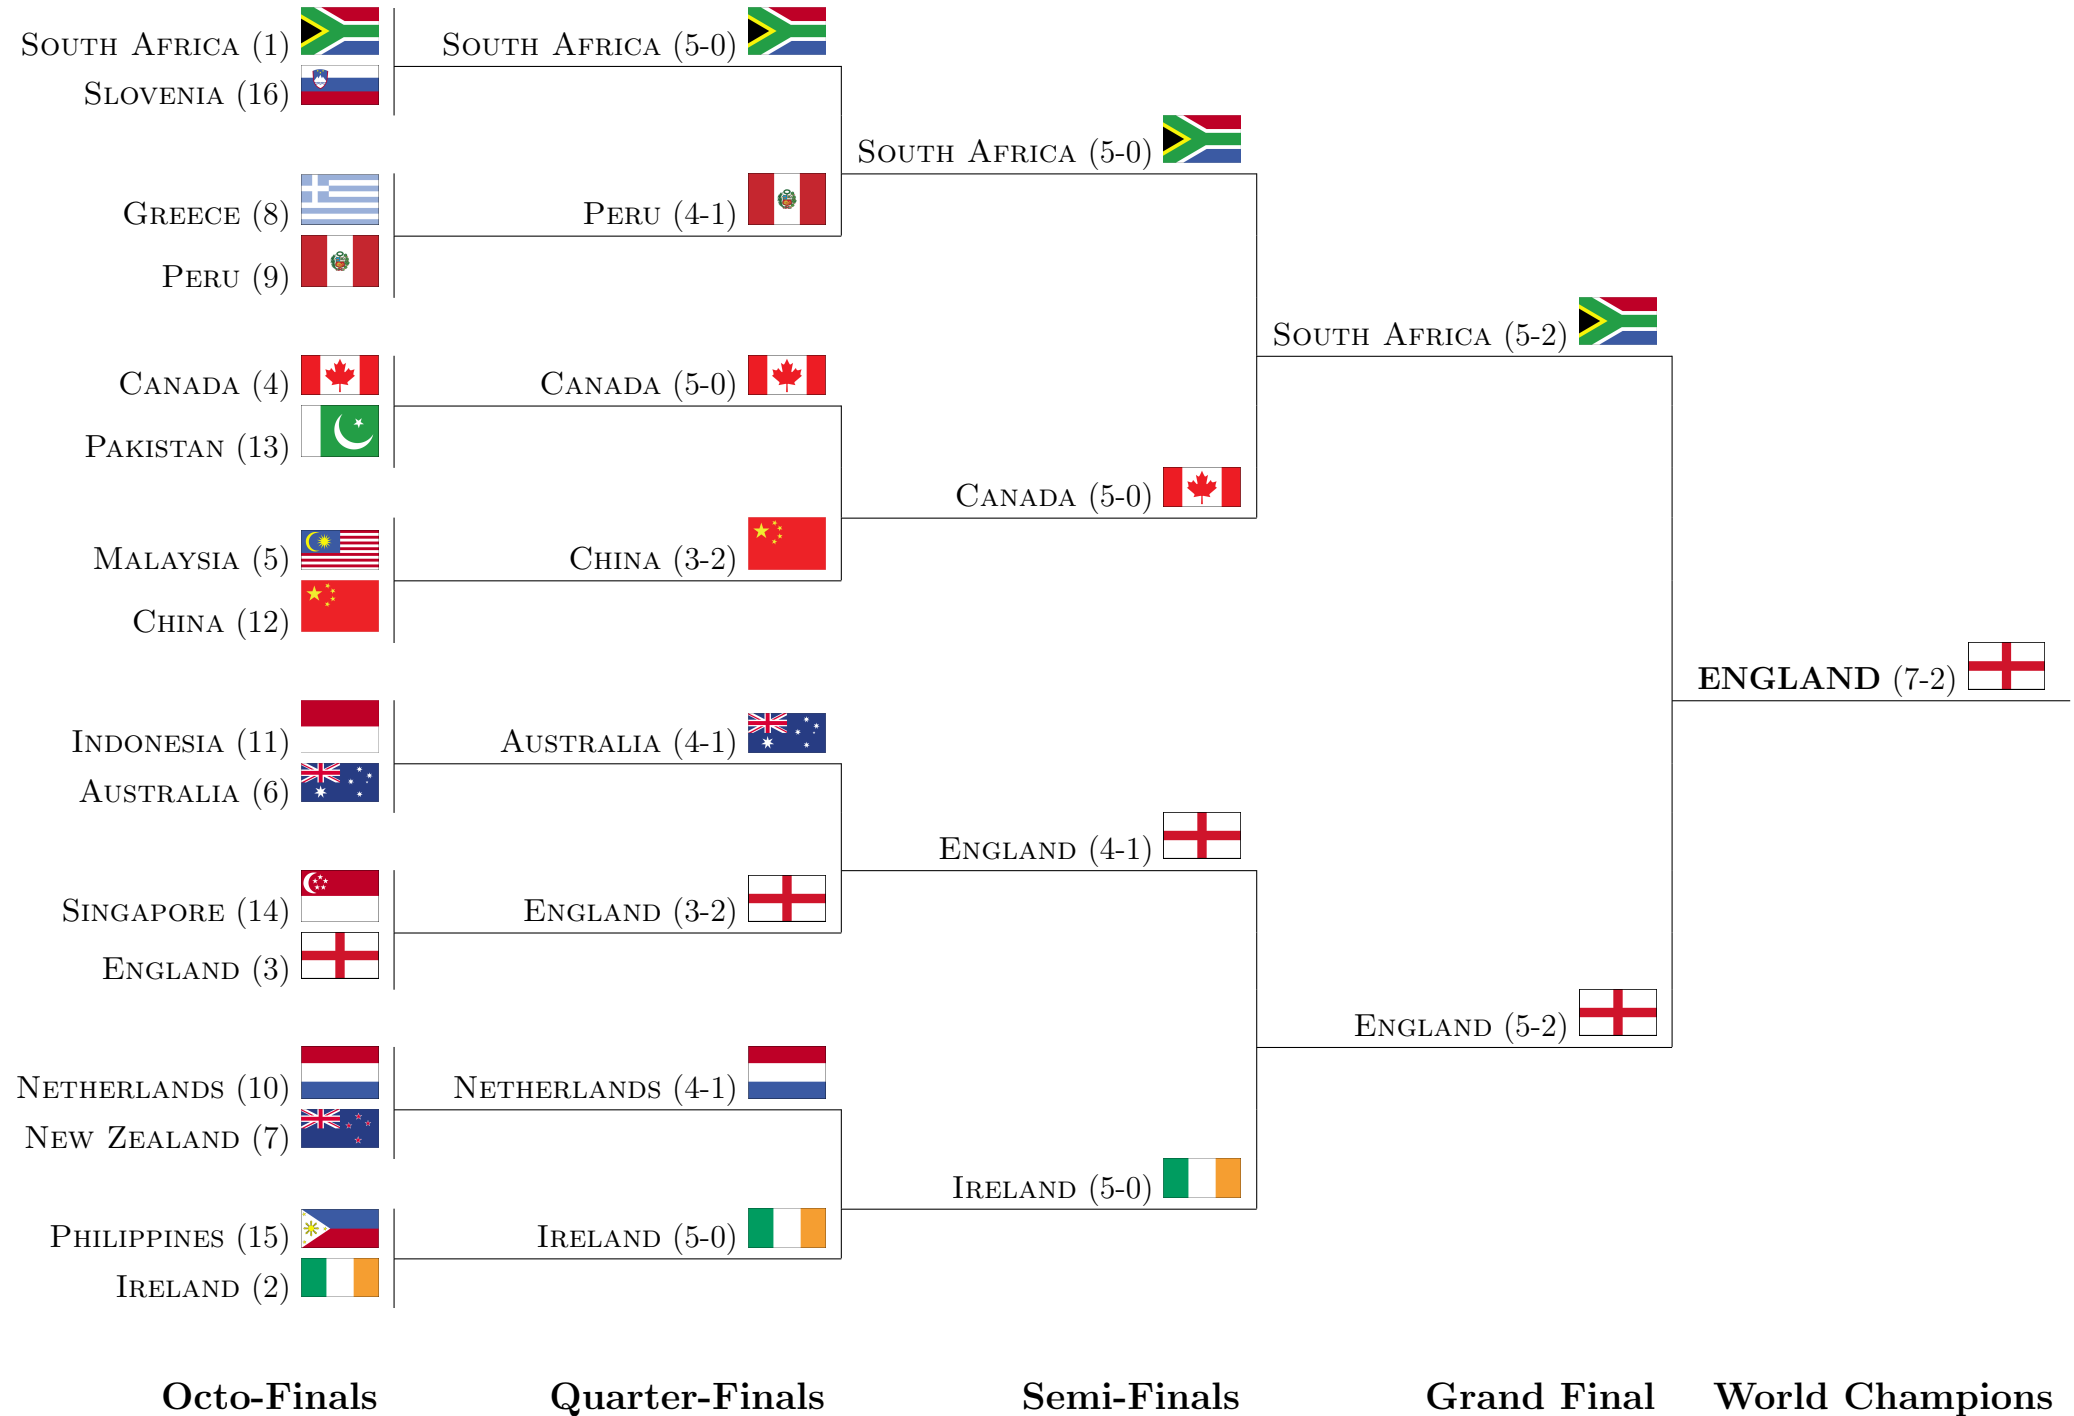 South Africa (1)
Slovenia (16)
Greece (8)
Peru (9)
Canada (4)
Pakistan (13)
Malaysia (5)
China (12)
Indonesia (11)
Australia (6)
Singapore (14)
England (3)
Netherlands (10)
New Zealand (7)
Philippines (15)
Ireland (2)
Octo-Finals
South Africa (5-0)
Peru (4-1)
Canada (5-0)
China (3-2)
Australia (4-1)
England (3-2)
Netherlands (4-1)
Ireland (5-0)
Quarter-Finals
South Africa (5-0)
Canada (5-0)
England (4-1)
Ireland (5-0)
Semi-Finals
South Africa (5-2)
England (5-2)
Grand Final
ENGLAND (7-2)
World Champions